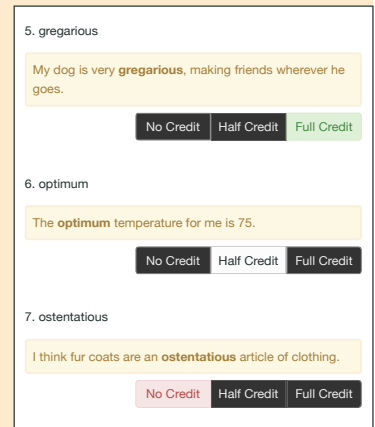 5. gregarious
My dog is very gregarious, making friends wherever he
goes.
No Credit Half Credit Full Credit
6. optimum
The optimum temperature for me is 75.
No Credit Half Credit Full Credit
7. ostentatious
I think fur coats are an ostentatious article of clothing.
No Credit Half Credit Full Credit